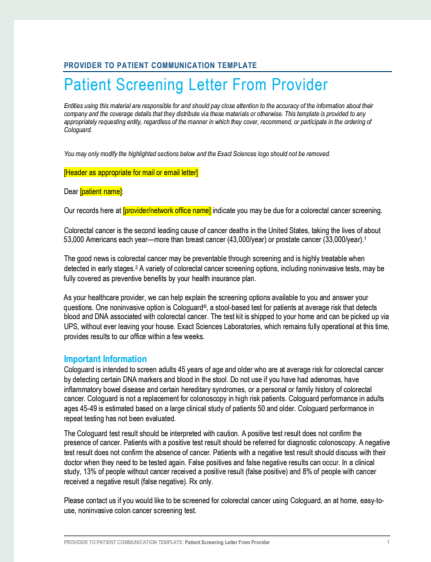 PROVIDER TO PATIENT COMMUNICATION TEMPLATE
Patient Screening Letter From Provider
Entities using this material are responsible for and should pay close attention to the accuracy of the information about their
company and the coverage details that they distribute via these materials or otherwise. This template is provided to any
appropriately requesting entity, regardless of the manner in which they cover, recommend, or participate in the ordering of
Cologuard.
You may only modify the highlighted sections below and the Exact Sciences logo should not be removed.
[Header as appropriate for mail or email letter]
Dear [patient name]:
Our records here at [provider/network office name] indicate you may be due for a colorectal cancer screening.
Colorectal cancer is the second leading cause of cancer deaths in the United States, taking the lives of about
53,000 Americans each year—more than breast cancer (43,000/year) or prostate cancer (33,000/year).¹
The good news is colorectal cancer may be preventable through screening and is highly treatable when
detected in early stages.² A variety of colorectal cancer screening options, including noninvasive tests, may be
fully covered as preventive benefits by your health insurance plan.
As your healthcare provider, we can help explain the screening options available to you and answer your
questions. One noninvasive option is Cologuard®, a stool-based test for patients at average risk that detects
blood and DNA associated with colorectal cancer. The test kit is shipped to your home and can be picked up via
UPS, without ever leaving your house. Exact Sciences Laboratories, which remains fully operational at this time,
provides results to our office within a few weeks.
Important Information
Cologuard is intended to screen adults 45 years of age and older who are at average risk for colorectal cancer
by detecting certain DNA markers and blood in the stool. Do not use if you have had adenomas, have
inflammatory bowel disease and certain hereditary syndromes, or a personal or family history of colorectal
cancer. Cologuard is not a replacement for colonoscopy in high risk patients. Cologuard performance in adults
ages 45-49 is estimated based on a large clinical study of patients 50 and older. Cologuard performance in
repeat testing has not been evaluated.
The Cologuard test result should be interpreted with caution. A positive test result does not confirm the
presence of cancer. Patients with a positive test result should be referred for diagnostic colonoscopy. A negative
test result does not confirm the absence of cancer. Patients with a negative test result should discuss with their
doctor when they need to be tested again. False positives and false negative results can occur. In a clinical
study, 13% of people without cancer received a positive result (false positive) and 8% of people with cancer
received a negative result (false negative). Rx only.
Please contact us if you would like to be screened for colorectal cancer using Cologuard, an at home, easy-to-
use, noninvasive colon cancer screening test.
PROVIDER TO PATIENT COMMUNICATION TEMPLATE: Patient Screening Letter From Provider 1